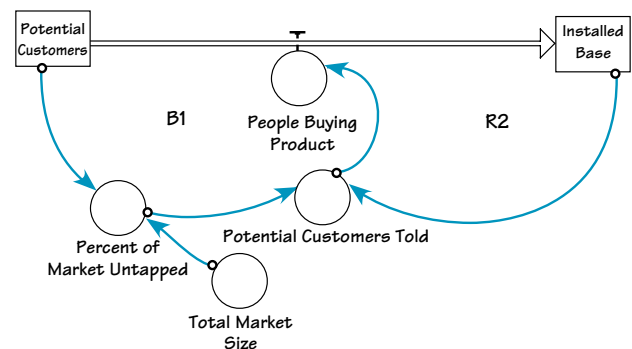 Potential
Customers
Installed
Base
B1
People Buying
Product
R2
Potential Customers Told
Percent of
Market Untapped
Total Market
Size